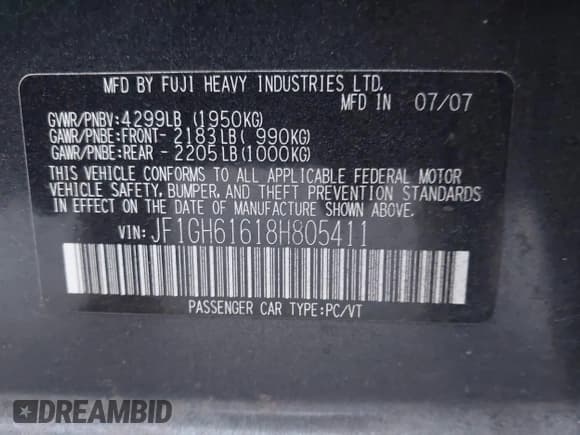 MFD BY FUJI HEAVY INDUSTRIES LTD.
MFD IN 07/07
GVWR/PNBV:4299LB (1950KG)
GAWR/PNBE:FRONT-2183LB( 990KG)
GAWR/PNBE:REAR -2205LB(1000KG)
THIS VEHICLE CONFORMS TO ALL APPLICABLE FEDERAL MOTOR
VEHICLE SAFETY, BUMPER, AND THEFT PREVENTION STANDARDS
IN EFFECT ON THE DATE OF MANUFACTURE SHOWN ABOVE.
VIN: JF1GH61618H805411
PASSENGER CAR TYPE:PC/VT
DREAMBID